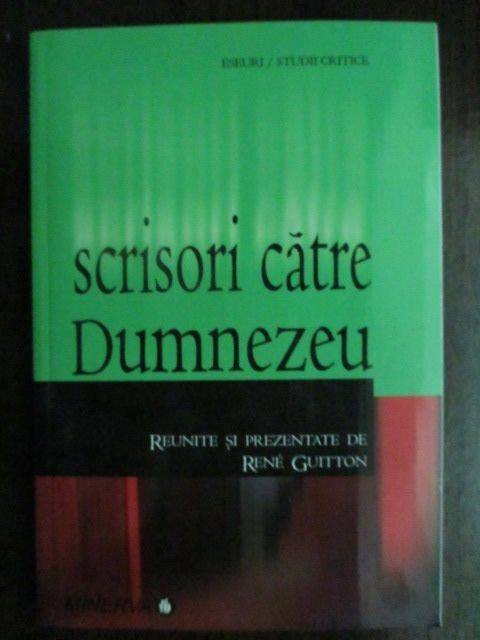 ESEURI / STUDII CRITICE
scrisori către
Dumnezeu
REUNITE ȘI PREZENTATE DE
RENÉ GUITTON
MINERVA